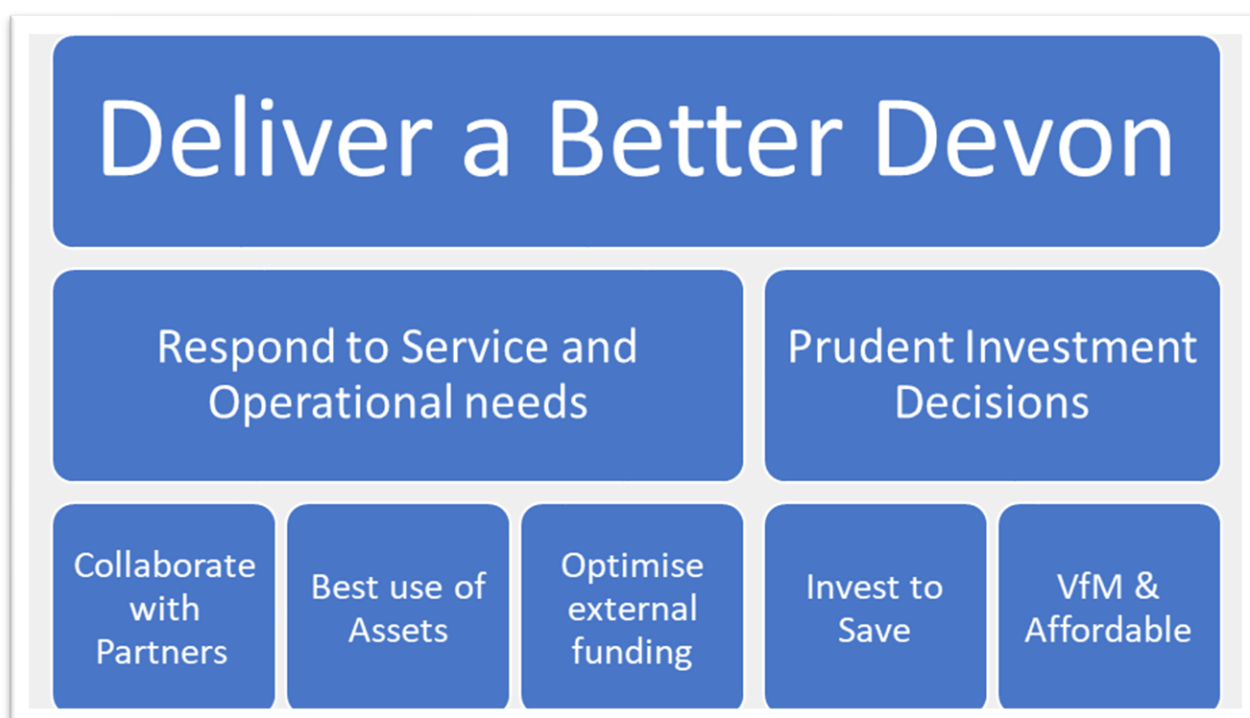 Deliver a Better Devon
Respond to Service and
Operational needs
Prudent Investment
Decisions
Collaborate
with
Partners
Best use of
Assets
Optimise
external
funding
Invest to
Save
VfM &
Affordable